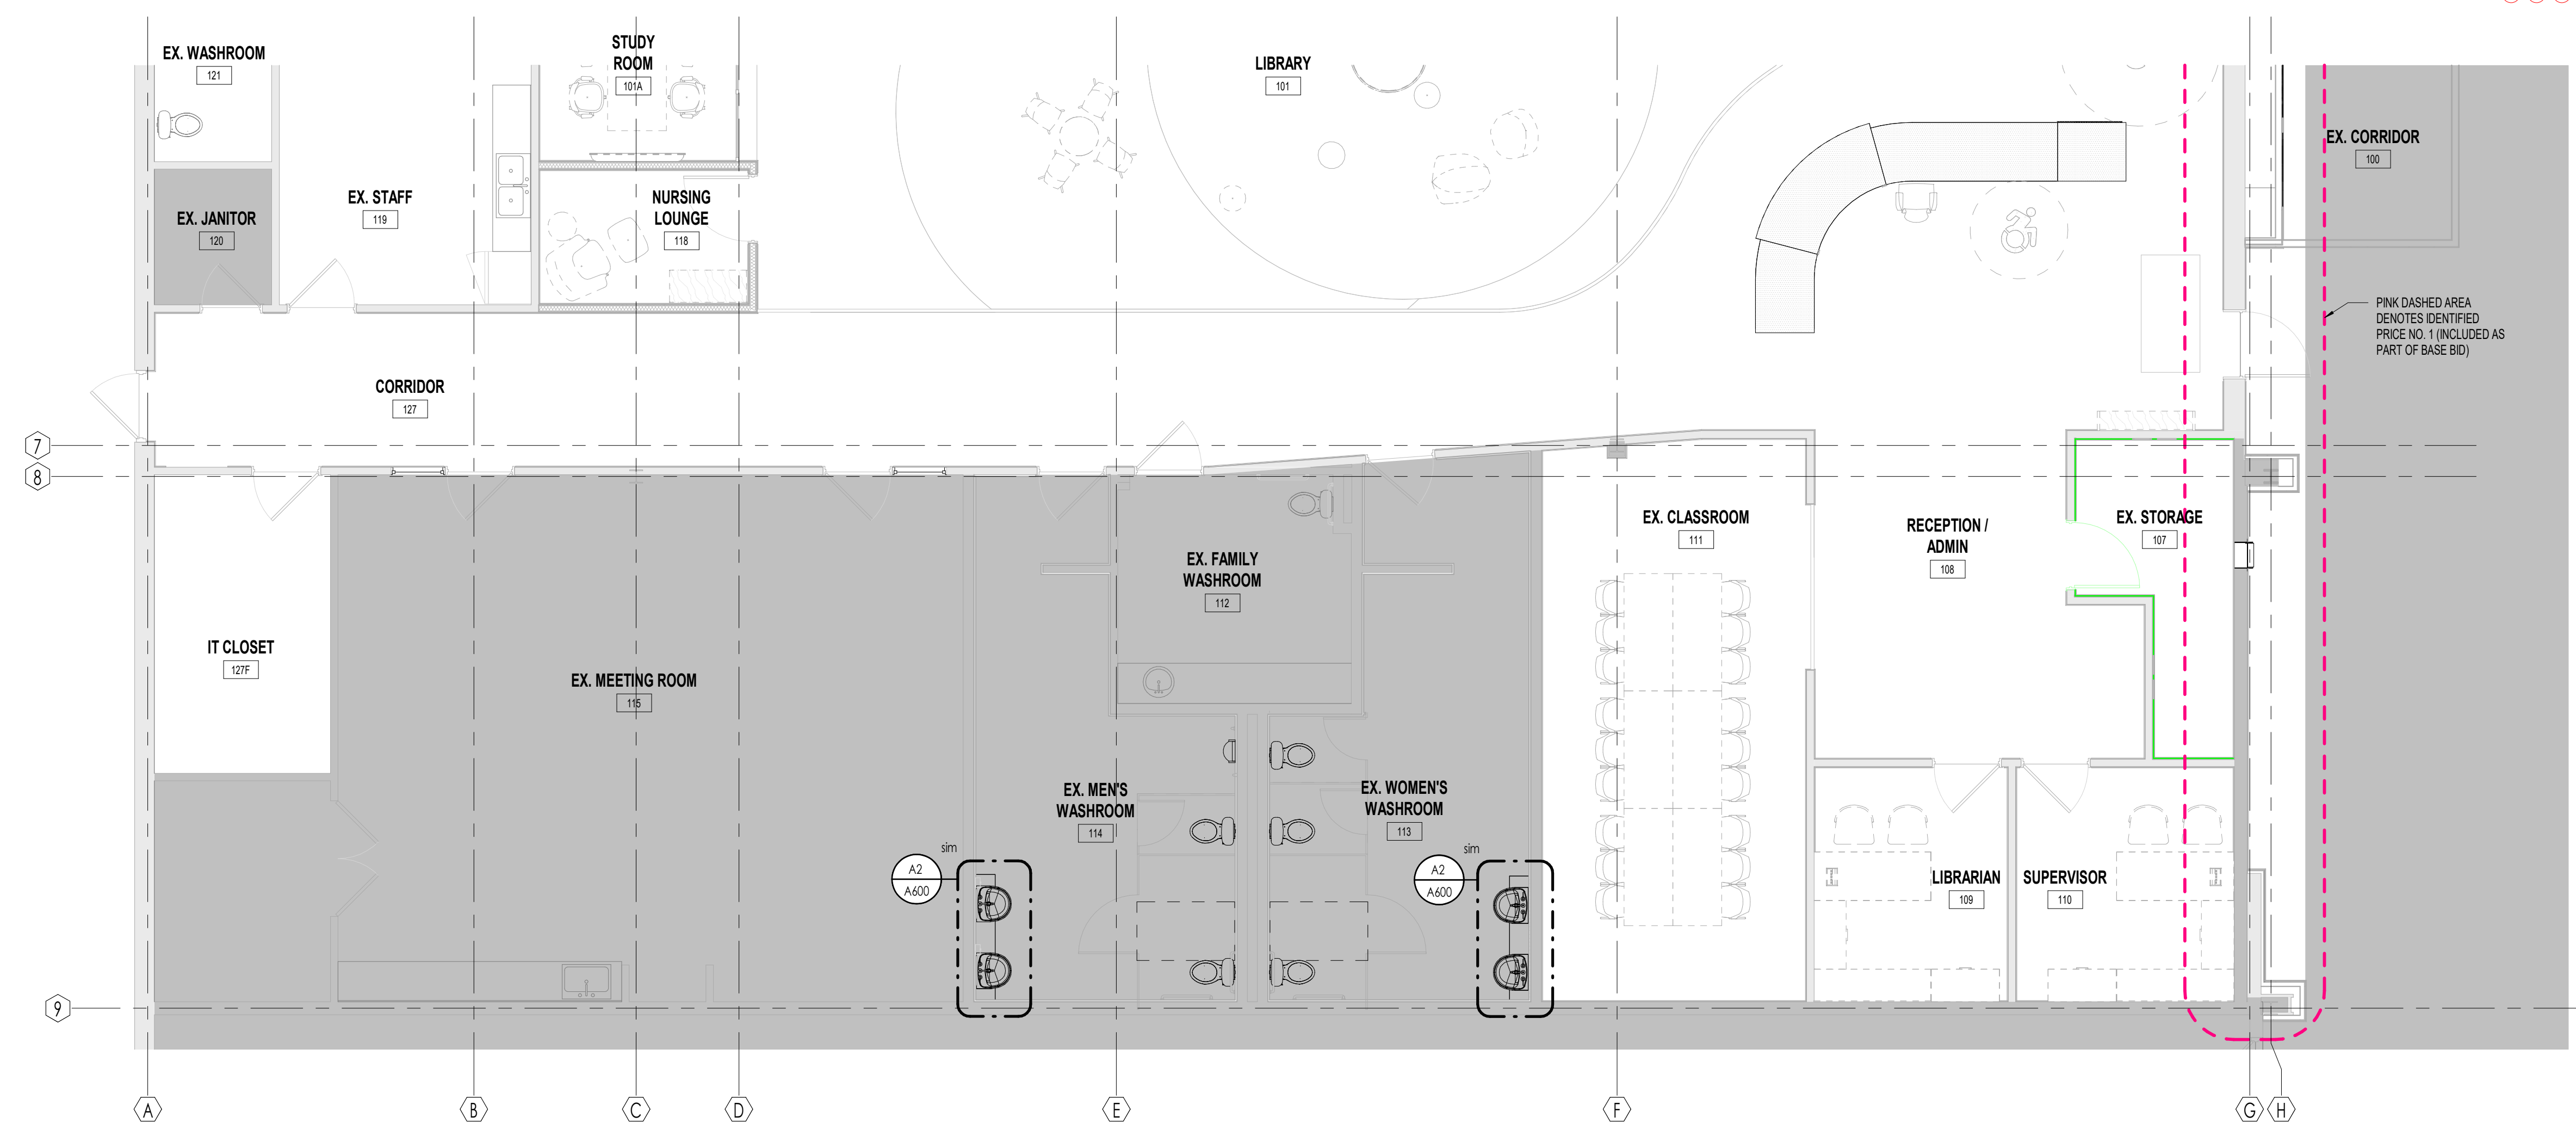 EX. WASHROOM
121
STUDY
ROOM
101A
LIBRARY
101
EX. CORRIDOR
100
EX. JANITOR
120
EX. STAFF
119
NURSING
LOUNGE
118
PINK DASHED AREA
DENOTES IDENTIFIED
PRICE NO. 1 (INCLUDED AS
PART OF BASE BID)
CORRIDOR
127
7
8
EX. CLASSROOM
111
RECEPTION /
ADMIN
108
EX. STORAGE
107
EX. FAMILY
WASHROOM
112
IT CLOSET
127F
EX. MEETING ROOM
115
EX. MEN'S
WASHROOM
114
EX. WOMEN'S
WASHROOM
113
sim
A2
A600
sim
A2
A600
LIBRARIAN
109
SUPERVISOR
110
9
A
B
C
D
E
F
G
H